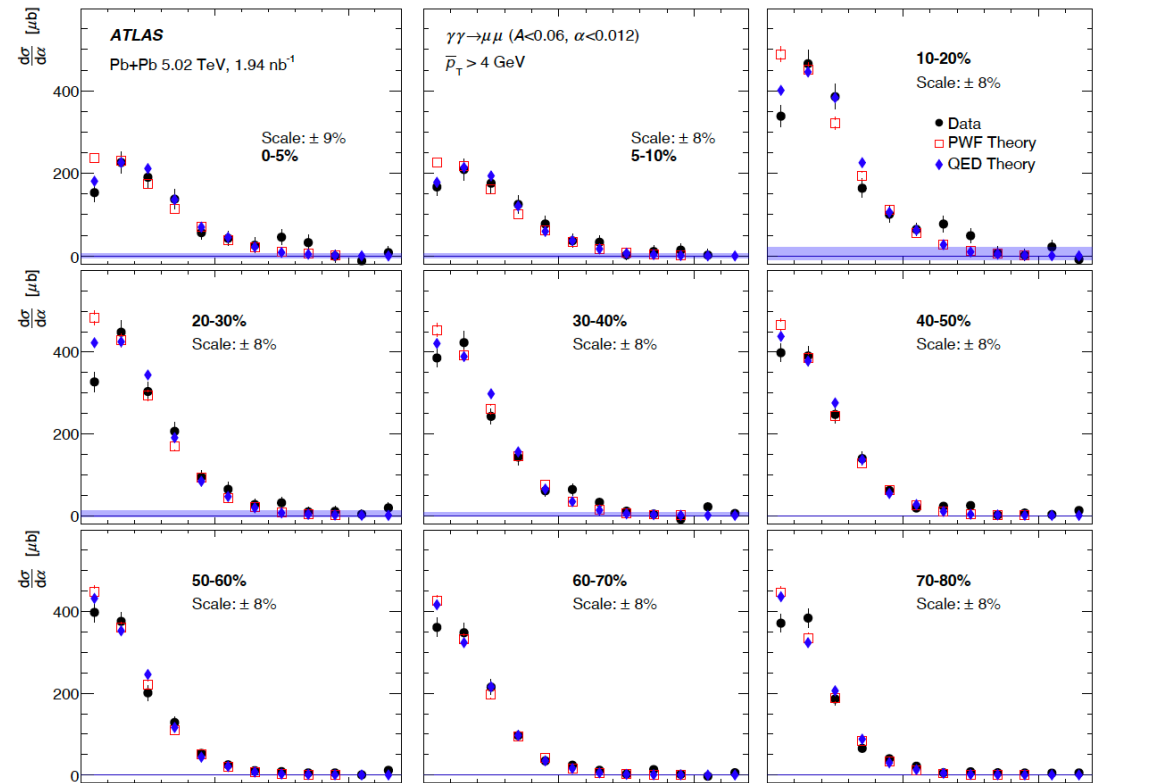 dσ/dα [μb]
ATLAS
Pb+Pb 5.02 TeV, 1.94 nb⁻¹
Scale: ± 9%
0-5%
400
200
0
γγ→μμ (A<0.06, α<0.012)
p̅_T > 4 GeV
Scale: ± 8%
5-10%
10-20%
Scale: ± 8%
Data
PWF Theory
QED Theory
dσ/dα [μb]
20-30%
Scale: ± 8%
400
200
0
30-40%
Scale: ± 8%
40-50%
Scale: ± 8%
dσ/dα [μb]
50-60%
Scale: ± 8%
400
200
0
60-70%
Scale: ± 8%
70-80%
Scale: ± 8%